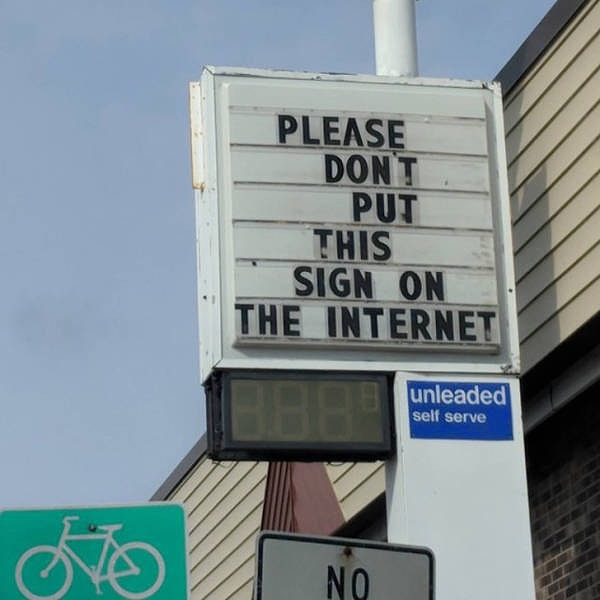 PLEASE
DON'T
PUT
THIS
SIGN ON
THE INTERNET
unleaded
self serve
NO